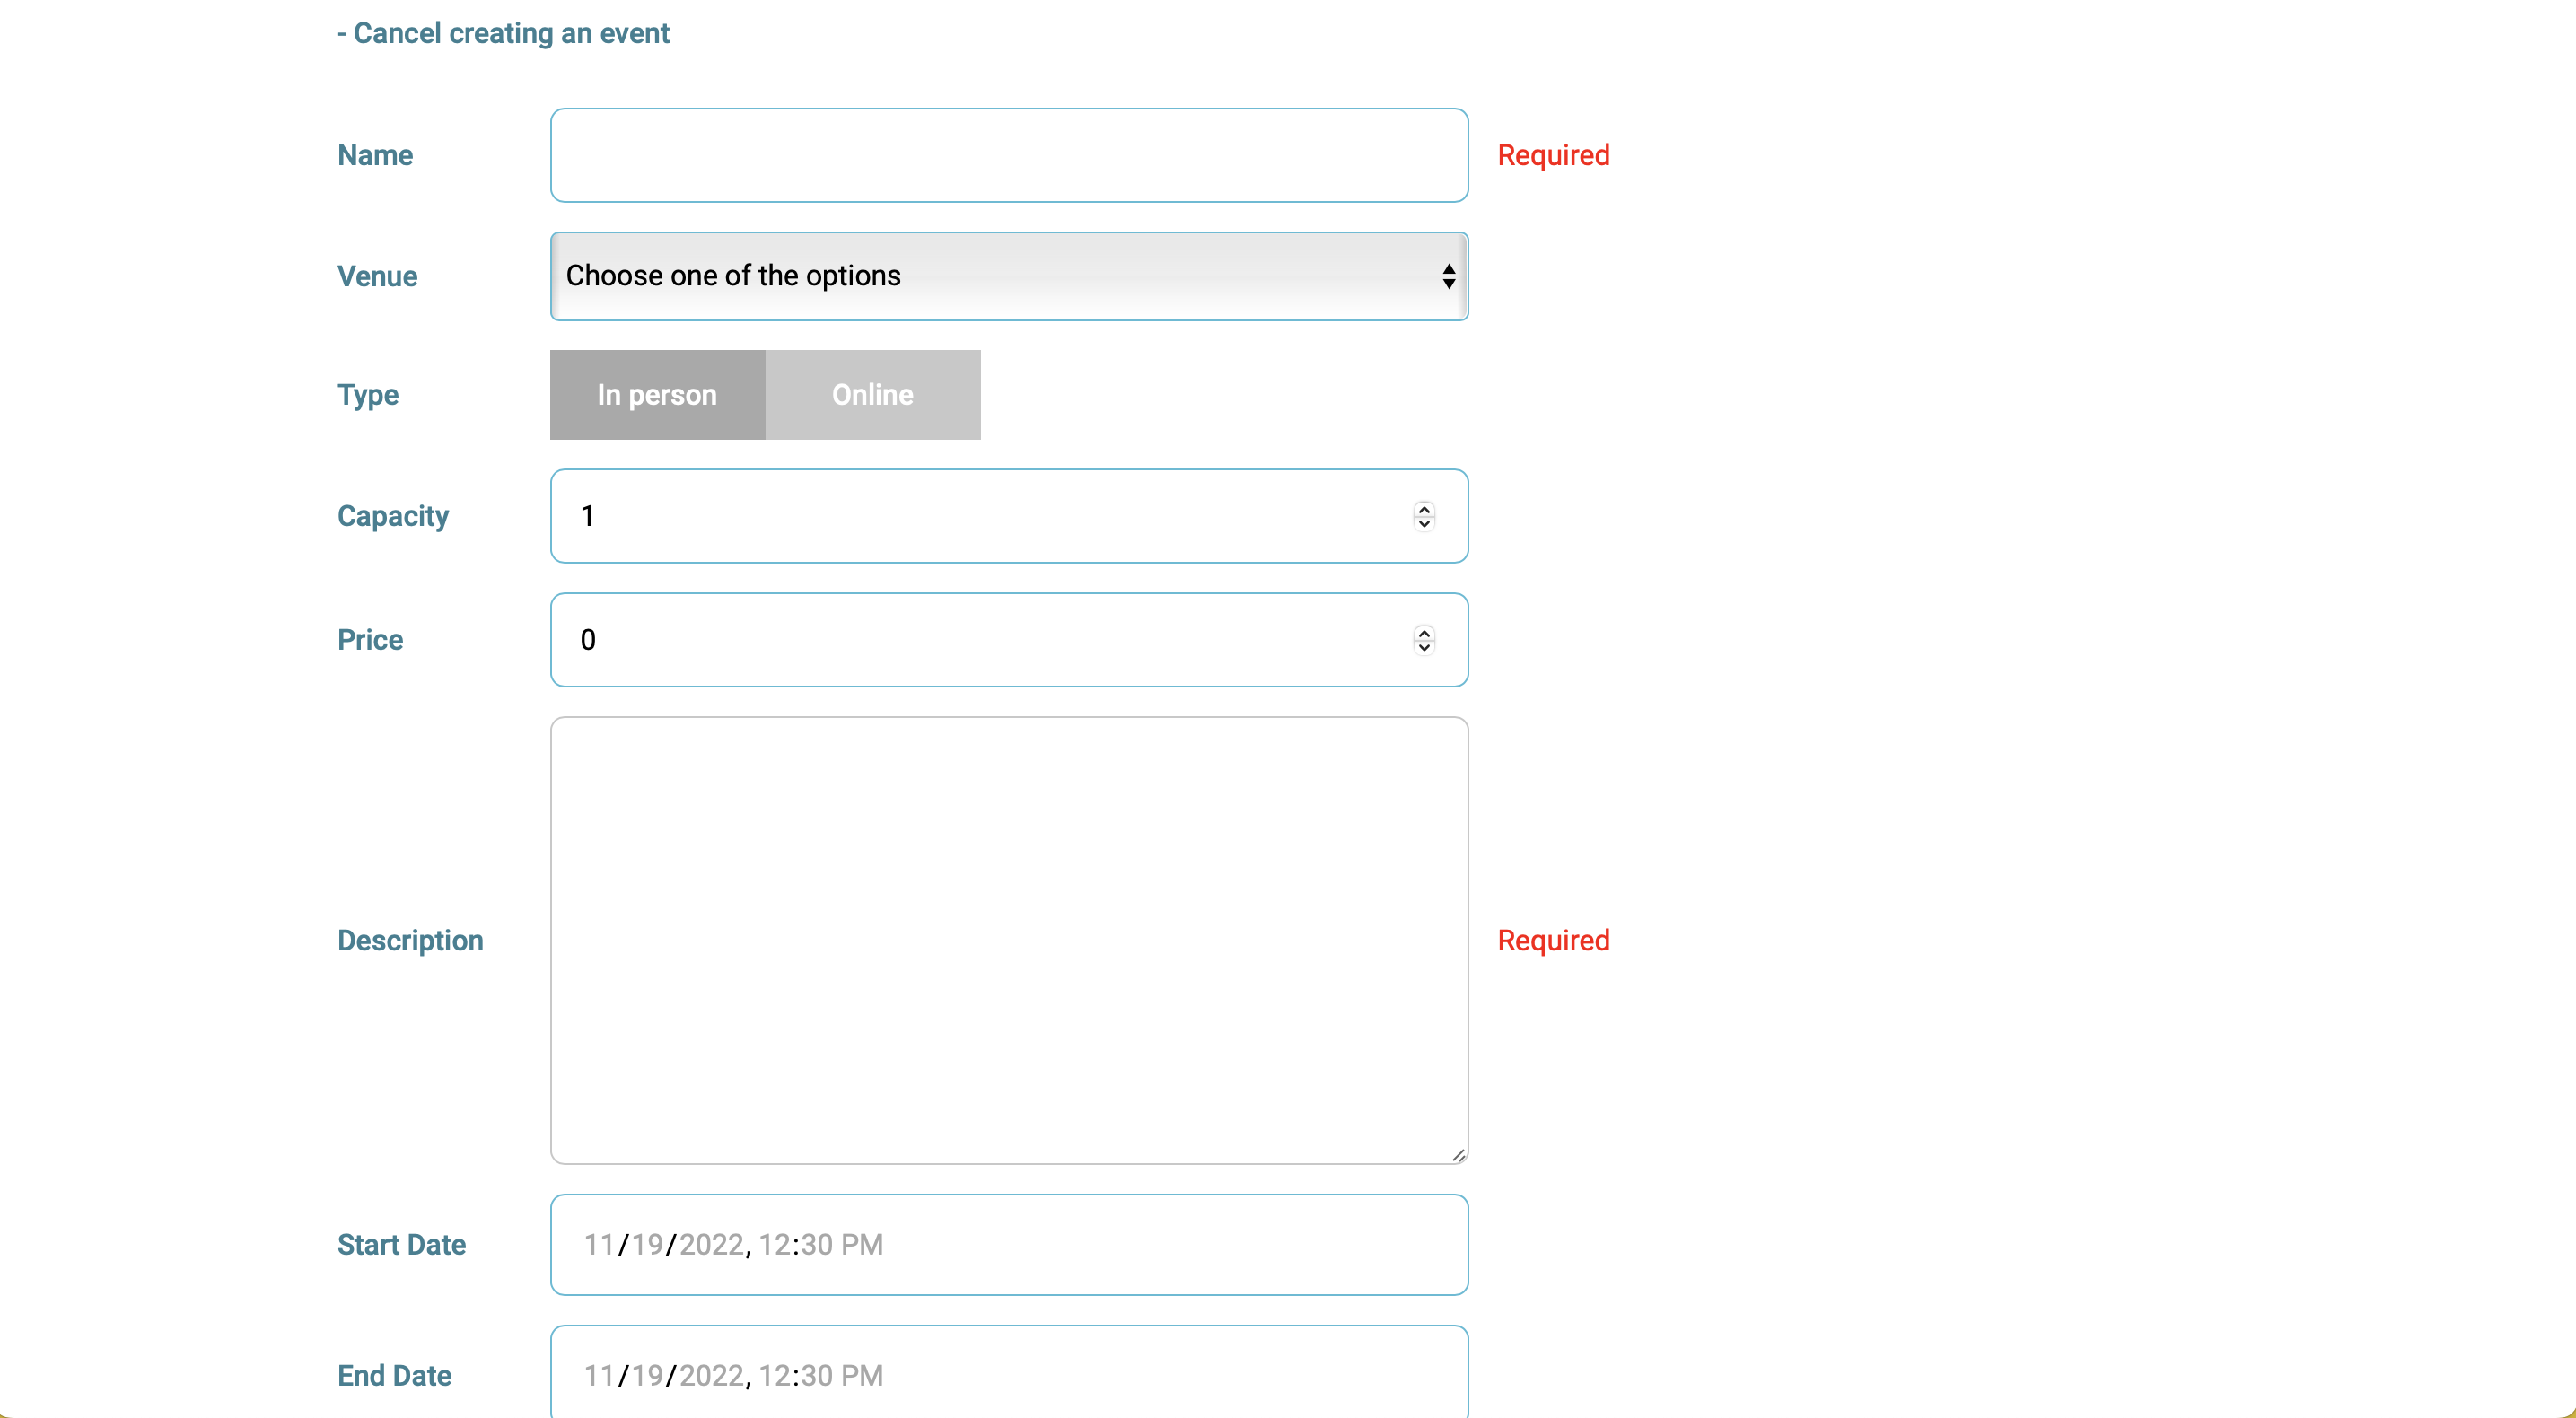 - Cancel creating an event
Name Required
Venue Choose one of the options
Type In person Online
Capacity 1
Price 0
Description Required
Start Date 11/19/2022, 12:30 PM
End Date 11/19/2022, 12:30 PM